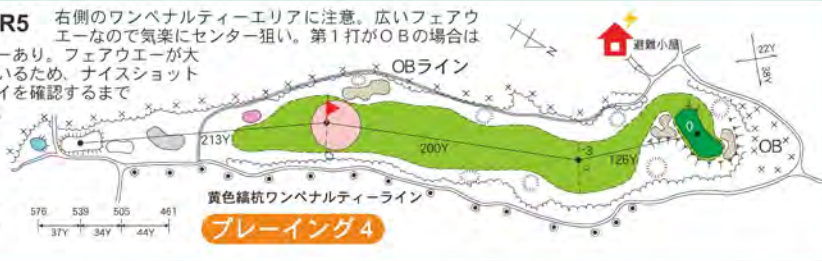 R5
右側のワンペナルティーエリアに注意。広いフェアウ
エーなので気楽にセンター狙い。第1打がOBの場合は
ーあり。フェアウエーが大
いるため、ナイスショット
イを確認するまで
OBライン
避難小屋
N
22Y
38Y
213Y
200Y
-3
126Y
0
OB
黄色縞杭ワンペナルティーライン
576 539 505 461
37Y 34Y 44Y
プレーイング4